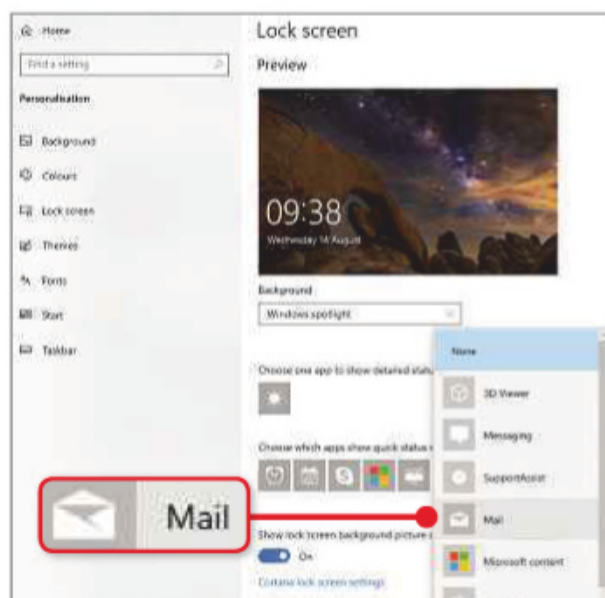 Home
Find a setting
Personalisation
Background
Colours
Lock screen
Themes
Fonts
Start
Taskbar
Lock screen
Preview
09:38
Wednesday 14 August
Background
Windows spotlight
Choose one app to show detailed
Choose which apps show quick status
Show lock screen background picture
On
Cortana lock screen settings
None
3D Viewer
Messaging
SupportAssist
Mail
Microsoft content
Mail